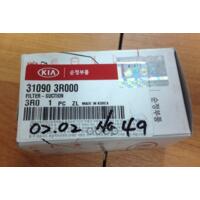 KIA 순정부품
31090 3R000
FILTER - SUCTION
3R0 1 PC ZL MADE IN KOREA
02.02 No 49